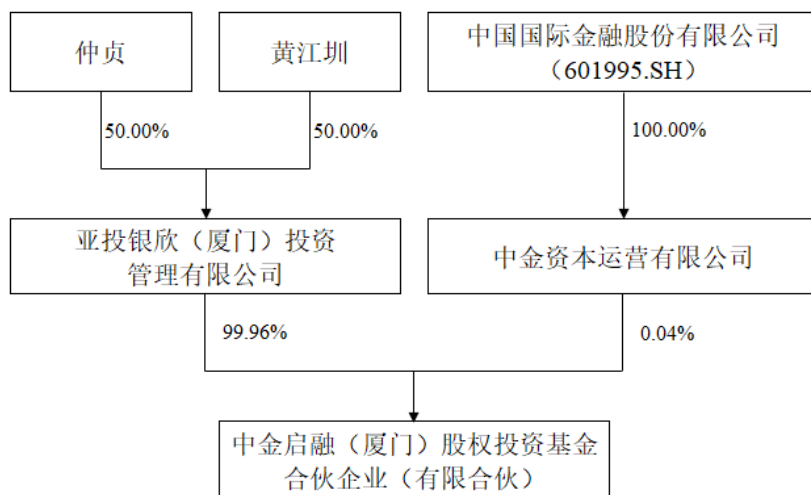 仲贞
黄江圳
中国国际金融股份有限公司
（601995.SH）
50.00%
50.00%
100.00%
亚投银欣（厦门）投资
管理有限公司
中金资本运营有限公司
99.96%
0.04%
中金启融（厦门）股权投资基金
合伙企业（有限合伙）